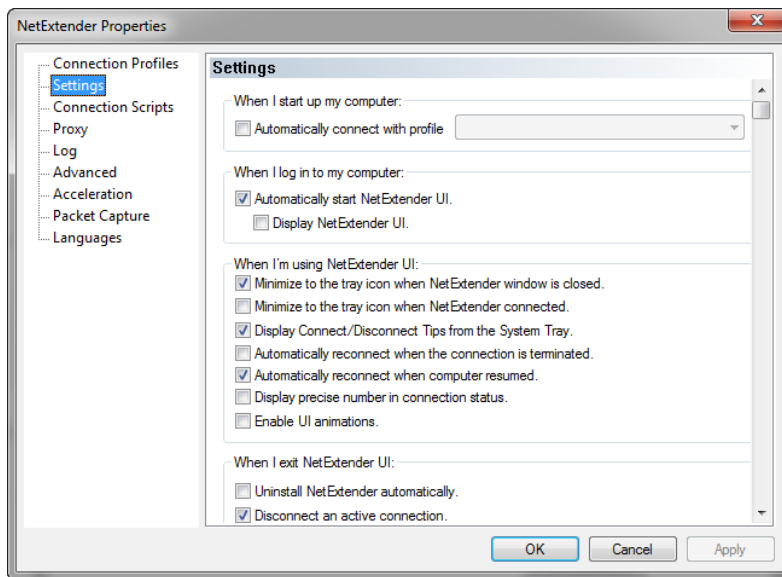 NetExtender Properties
Connection Profiles
Settings
Connection Scripts
Proxy
Log
Advanced
Acceleration
Packet Capture
Languages
Settings
When I start up my computer:
Automatically connect with profile
When I log in to my computer:
Automatically start NetExtender UI.
Display NetExtender UI.
When I'm using NetExtender UI:
Minimize to the tray icon when NetExtender window is closed.
Minimize to the tray icon when NetExtender connected.
Display Connect/Disconnect Tips from the System Tray.
Automatically reconnect when the connection is terminated.
Automatically reconnect when computer resumed.
Display precise number in connection status.
Enable UI animations.
When I exit NetExtender UI:
Uninstall NetExtender automatically.
Disconnect an active connection.
OK
Cancel
Apply